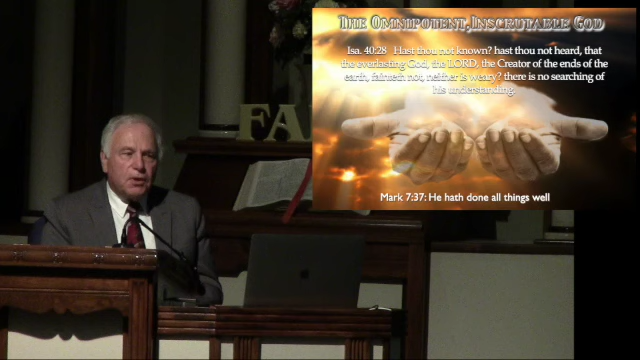 THE OMNIPOTENT, INSCRUTABLE GOD
Isa. 40:28 Hast thou not known? hast thou not heard, that
the everlasting God, the LORD, the Creator of the ends of the
earth, fainteth not, neither is weary? there is no searching of
his understanding.
Mark 7:37: He hath done all things well
FA